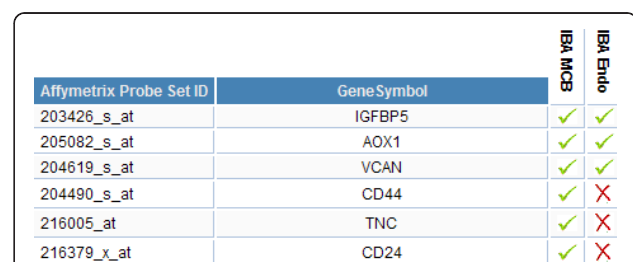 IBA MCB IBA Endo
Affymetrix Probe Set ID GeneSymbol
203426_s_at IGFBP5
205082_s_at AOX1
204619_s_at VCAN
204490_s_at CD44
216005_at TNC
216379_x_at CD24